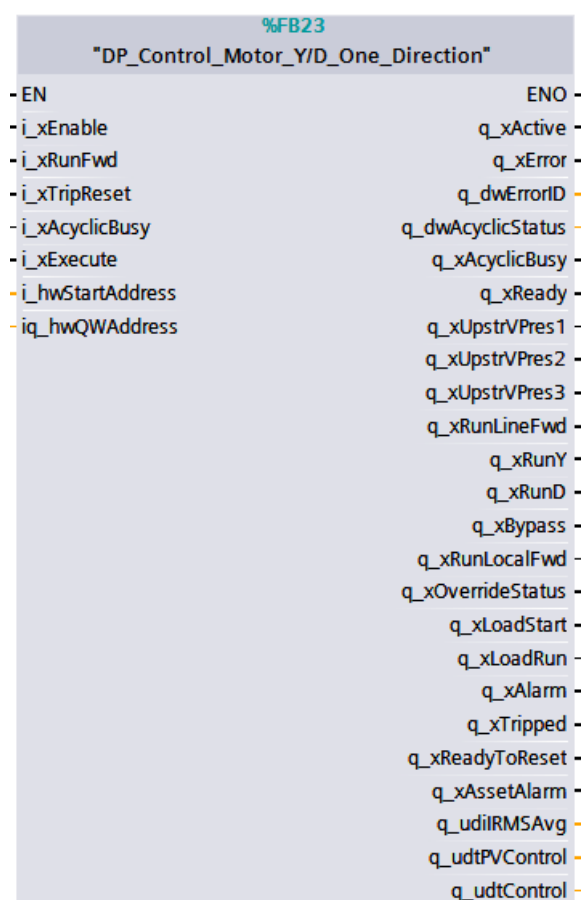 %FB23
"DP_Control_Motor_Y/D_One_Direction"
EN ENO
i_xEnable q_xActive
i_xRunFwd q_xError
i_xTripReset q_dwErrorID
i_xAcyclicBusy q_dwAcyclicStatus
i_xExecute q_xAcyclicBusy
i_hwStartAddress q_xReady
iq_hwQWAddress q_xUpstrVPres1
q_xUpstrVPres2
q_xUpstrVPres3
q_xRunLineFwd
q_xRunY
q_xRunD
q_xBypass
q_xRunLocalFwd
q_xOverrideStatus
q_xLoadStart
q_xLoadRun
q_xAlarm
q_xTripped
q_xReadyToReset
q_xAssetAlarm
q_udiIRMSAvg
q_udtPVControl
q_udtControl